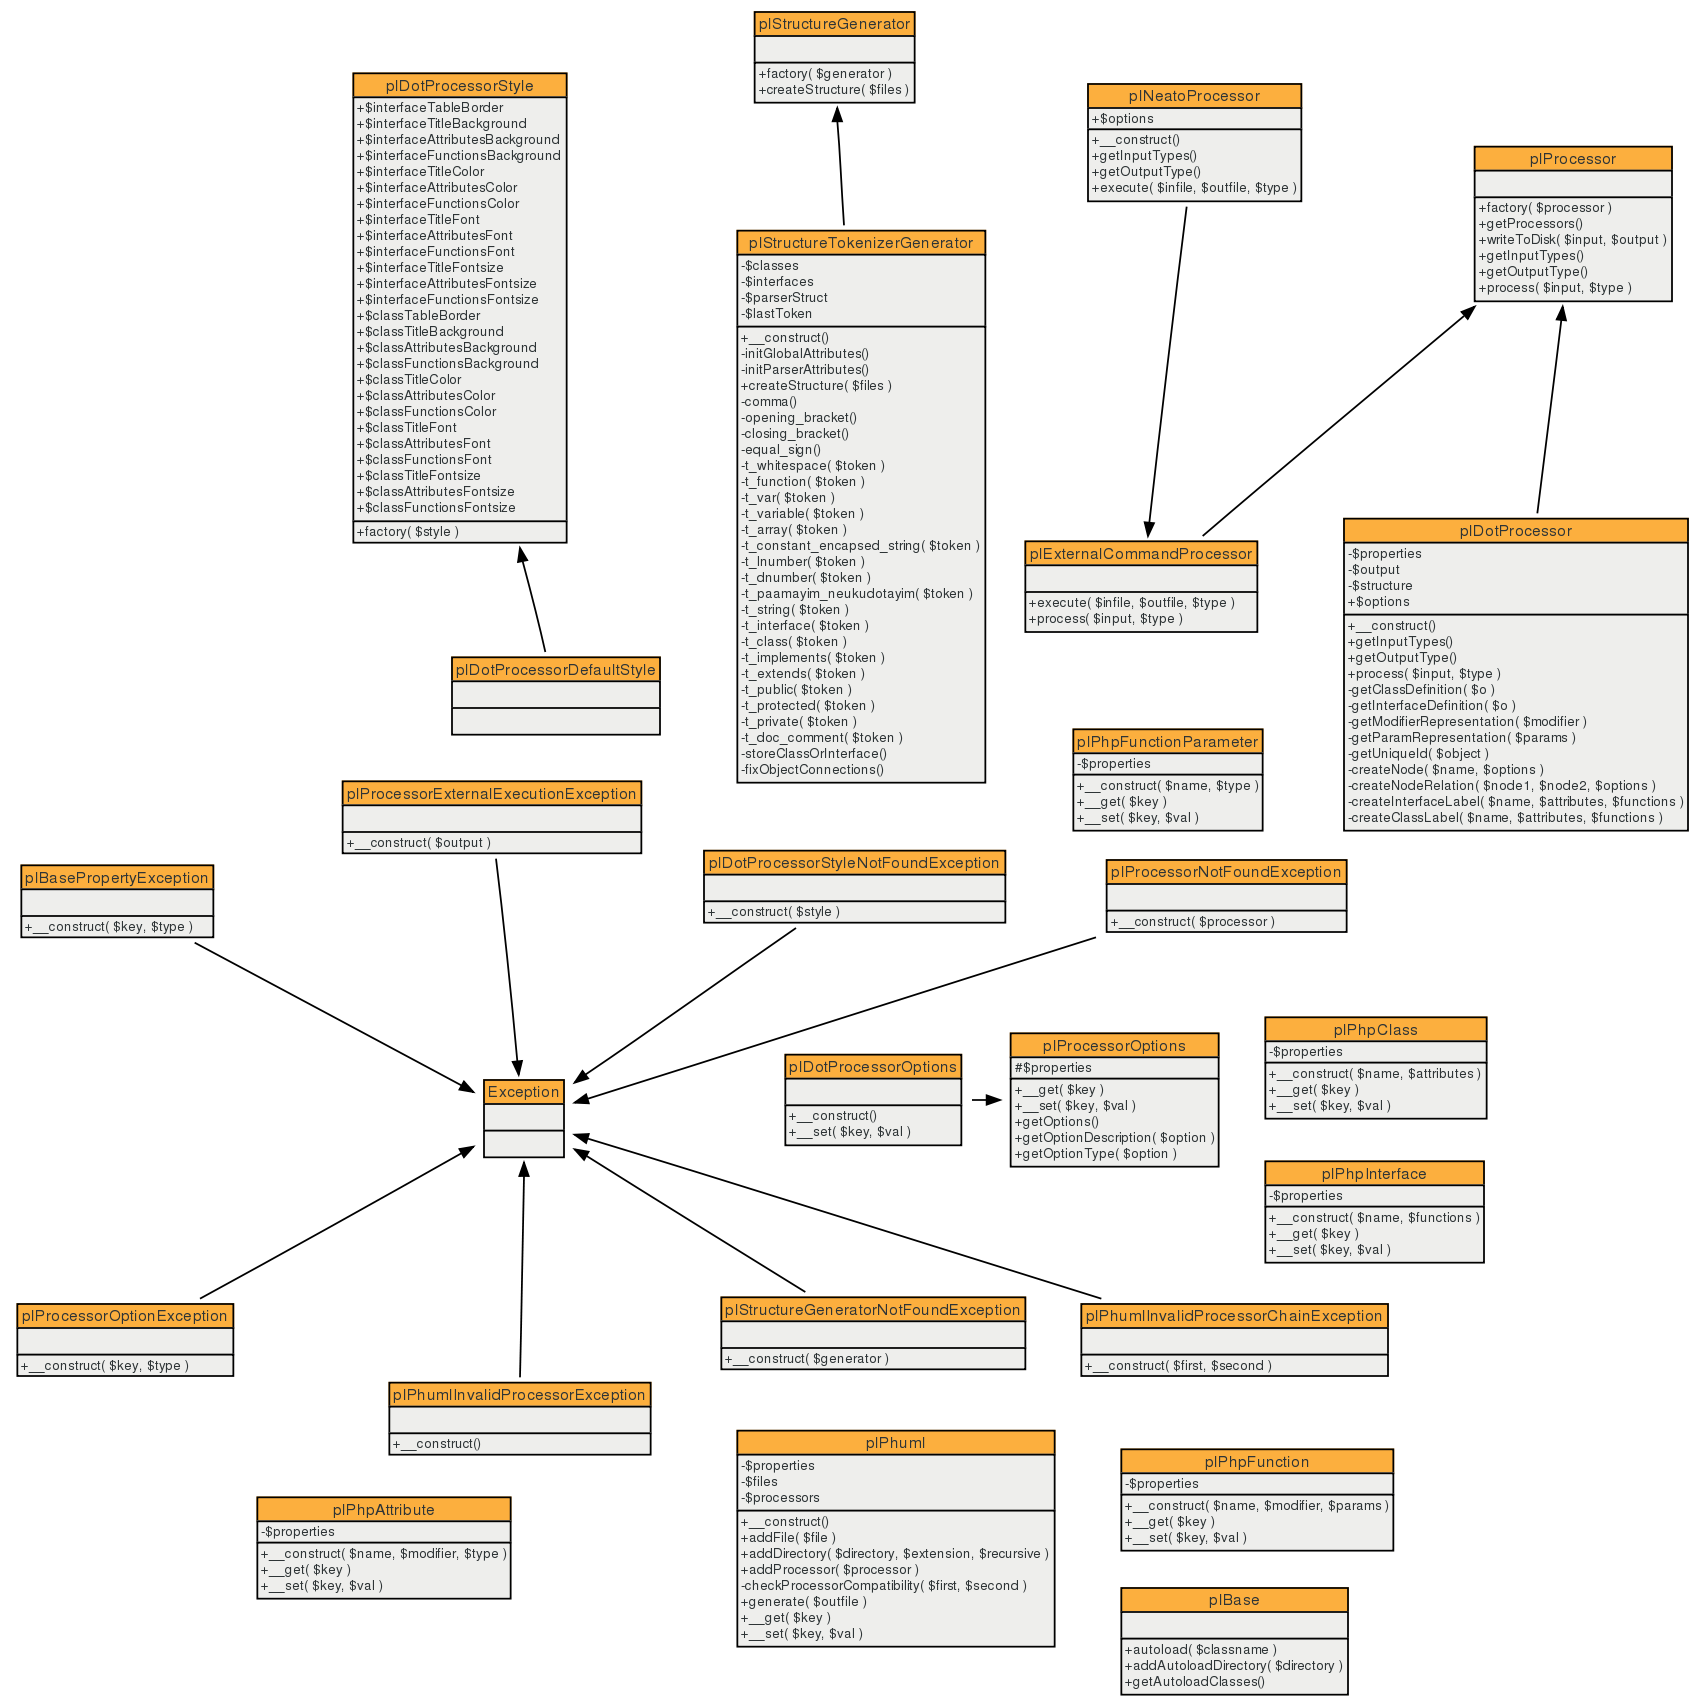 plStructureGenerator
+factory( $generator )
+createStructure( $files )
plDotProcessorStyle
+$interfaceTableBorder
+$interfaceTitleBackground
+$interfaceAttributesBackground
+$interfaceFunctionsBackground
+$interfaceTitleColor
+$interfaceAttributesColor
+$interfaceFunctionsColor
+$interfaceTitleFont
+$interfaceAttributesFont
+$interfaceFunctionsFont
+$interfaceTitleFontsize
+$interfaceAttributesFontsize
+$interfaceFunctionsFontsize
+$classTableBorder
+$classTitleBackground
+$classAttributesBackground
+$classFunctionsBackground
+$classTitleColor
+$classAttributesColor
+$classFunctionsColor
+$classTitleFont
+$classAttributesFont
+$classFunctionsFont
+$classTitleFontsize
+$classAttributesFontsize
+$classFunctionsFontsize
+factory( $style )
plNeatoProcessor
+$options
+__construct()
+getInputTypes()
+getOutputType()
+execute( $infile, $outfile, $type )
plProcessor
+factory( $processor )
+getProcessors()
+writeToDisk( $input, $output )
+getInputTypes()
+getOutputType()
+process( $input, $type )
plStructureTokenizerGenerator
-$classes
-$interfaces
-$parserStruct
-$lastToken
+__construct()
-initGlobalAttributes()
-initParserAttributes()
+createStructure( $files )
-comma()
-opening_bracket()
-closing_bracket()
-equal_sign()
-t_whitespace( $token )
-t_function( $token )
-t_var( $token )
-t_variable( $token )
-t_array( $token )
-t_constant_encapsed_string( $token )
-t_lnumber( $token )
-t_dnumber( $token )
-t_paamayim_neukudotayim( $token )
-t_string( $token )
-t_interface( $token )
-t_class( $token )
-t_implements( $token )
-t_extends( $token )
-t_public( $token )
-t_protected( $token )
-t_private( $token )
-t_doc_comment( $token )
-storeClassOrInterface()
-fixObjectConnections()
plExternalCommandProcessor
+execute( $infile, $outfile, $type )
+process( $input, $type )
plDotProcessor
-$properties
-$output
-$structure
+$options
+__construct()
+getInputTypes()
+getOutputType()
+process( $input, $type )
-getClassDefinition( $o )
-getInterfaceDefinition( $o )
-getModifierRepresentation( $modifier )
-getParamRepresentation( $params )
-getUniqueId( $object )
-createNode( $name, $options )
-createNodeRelation( $node1, $node2, $options )
-createInterfaceLabel( $name, $attributes, $functions )
-createClassLabel( $name, $attributes, $functions )
plDotProcessorDefaultStyle
plPhpFunctionParameter
-$properties
+__construct( $name, $type )
+__get( $key )
+__set( $key, $val )
plProcessorExternalExecutionException
+__construct( $output )
plBasePropertyException
+__construct( $key, $type )
plDotProcessorStyleNotFoundException
+__construct( $style )
plProcessorNotFoundException
+__construct( $processor )
Exception
plDotProcessorOptions
+__construct()
+__set( $key, $val )
plProcessorOptions
#$properties
+__get( $key )
+__set( $key, $val )
+getOptions()
+getOptionDescription( $option )
+getOptionType( $option )
plPhpClass
-$properties
+__construct( $name, $attributes )
+__get( $key )
+__set( $key, $val )
plPhpInterface
-$properties
+__construct( $name, $functions )
+__get( $key )
+__set( $key, $val )
plProcessorOptionException
+__construct( $key, $type )
plPhumlInvalidProcessorException
+__construct()
plStructureGeneratorNotFoundException
+__construct( $generator )
plPhumlInvalidProcessorChainException
+__construct( $first, $second )
plPhpAttribute
-$properties
+__construct( $name, $modifier, $type )
+__get( $key )
+__set( $key, $val )
plPhuml
-$properties
-$files
-$processors
+__construct()
+addFile( $file )
+addDirectory( $directory, $extension, $recursive )
+addProcessor( $processor )
-checkProcessorCompatibility( $first, $second )
+generate( $outfile )
+__get( $key )
+__set( $key, $val )
plPhpFunction
-$properties
+__construct( $name, $modifier, $params )
+__get( $key )
+__set( $key, $val )
plBase
+autoload( $classname )
+addAutoloadDirectory( $directory )
+getAutoloadClasses()